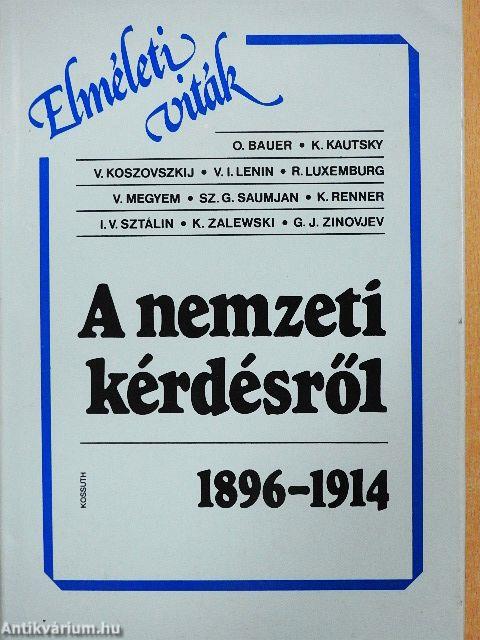 Elméleti
viták
O. BAUER • K. KAUTSKY
V. KOSZOVSZKIJ • V. I. LENIN • R. LUXEMBURG
V. MEGYEM • SZ. G. SAUMJAN • K. RENNER
I. V. SZTÁLIN • K. ZALEWSKI • G. J. ZINOVJEV
A nemzeti
kérdésről
KOSSUTH
1896-1914
Antikvárium.hu